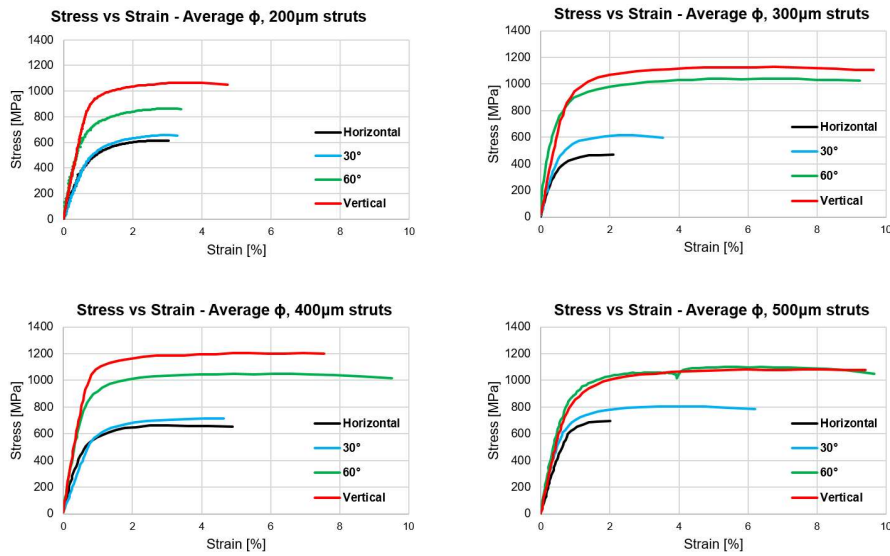 Stress vs Strain - Average ϕ, 200µm struts
Stress [MPa]
1400
1200
1000
800
600
400
200
0
Horizontal
30°
60°
Vertical
0 2 4 6 8 10
Strain [%]
Stress vs Strain - Average ϕ, 300µm struts
Stress [MPa]
1400
1200
1000
800
600
400
200
0
Horizontal
30°
60°
Vertical
0 2 4 6 8 10
Strain [%]
Stress vs Strain - Average ϕ, 400µm struts
Stress [MPa]
1400
1200
1000
800
600
400
200
0
Horizontal
30°
60°
Vertical
0 2 4 6 8 10
Strain [%]
Stress vs Strain - Average ϕ, 500µm struts
Stress [MPa]
1400
1200
1000
800
600
400
200
0
Horizontal
30°
60°
Vertical
0 2 4 6 8 10
Strain [%]